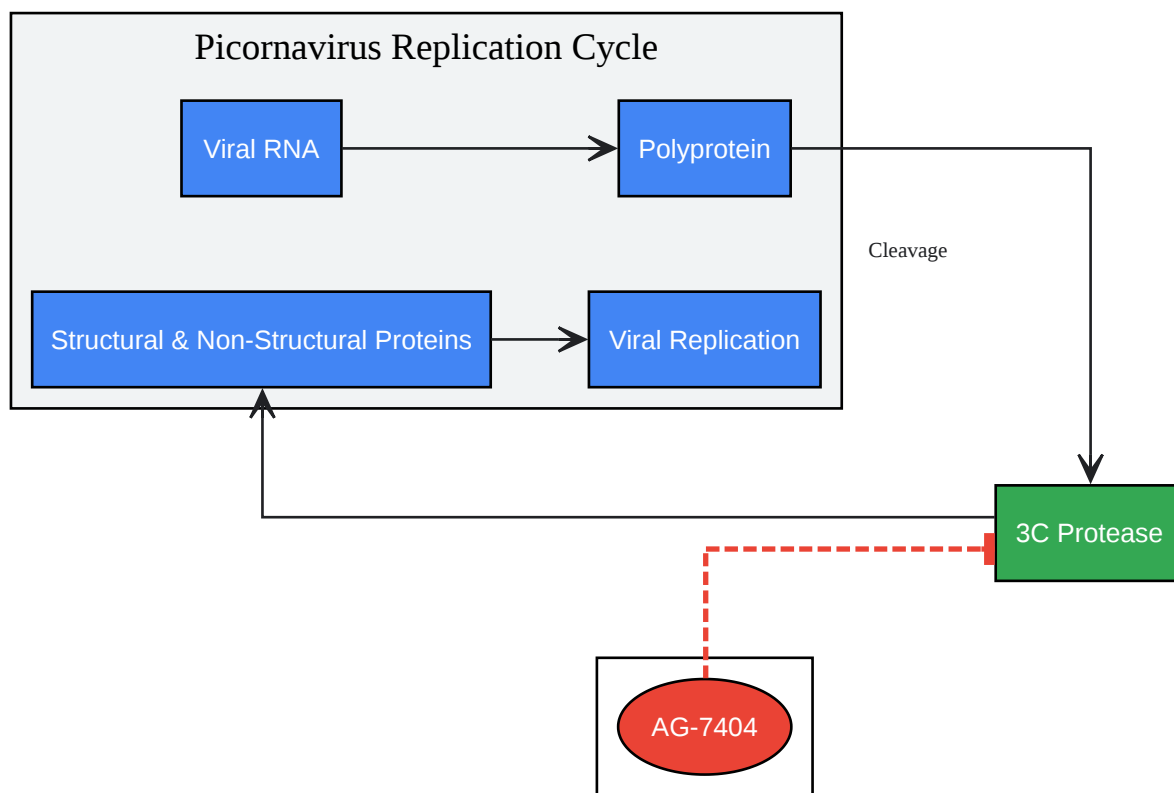 Picornavirus Replication Cycle
Viral RNA
Polyprotein
Cleavage
Structural & Non-Structural Proteins
Viral Replication
3C Protease
AG-7404